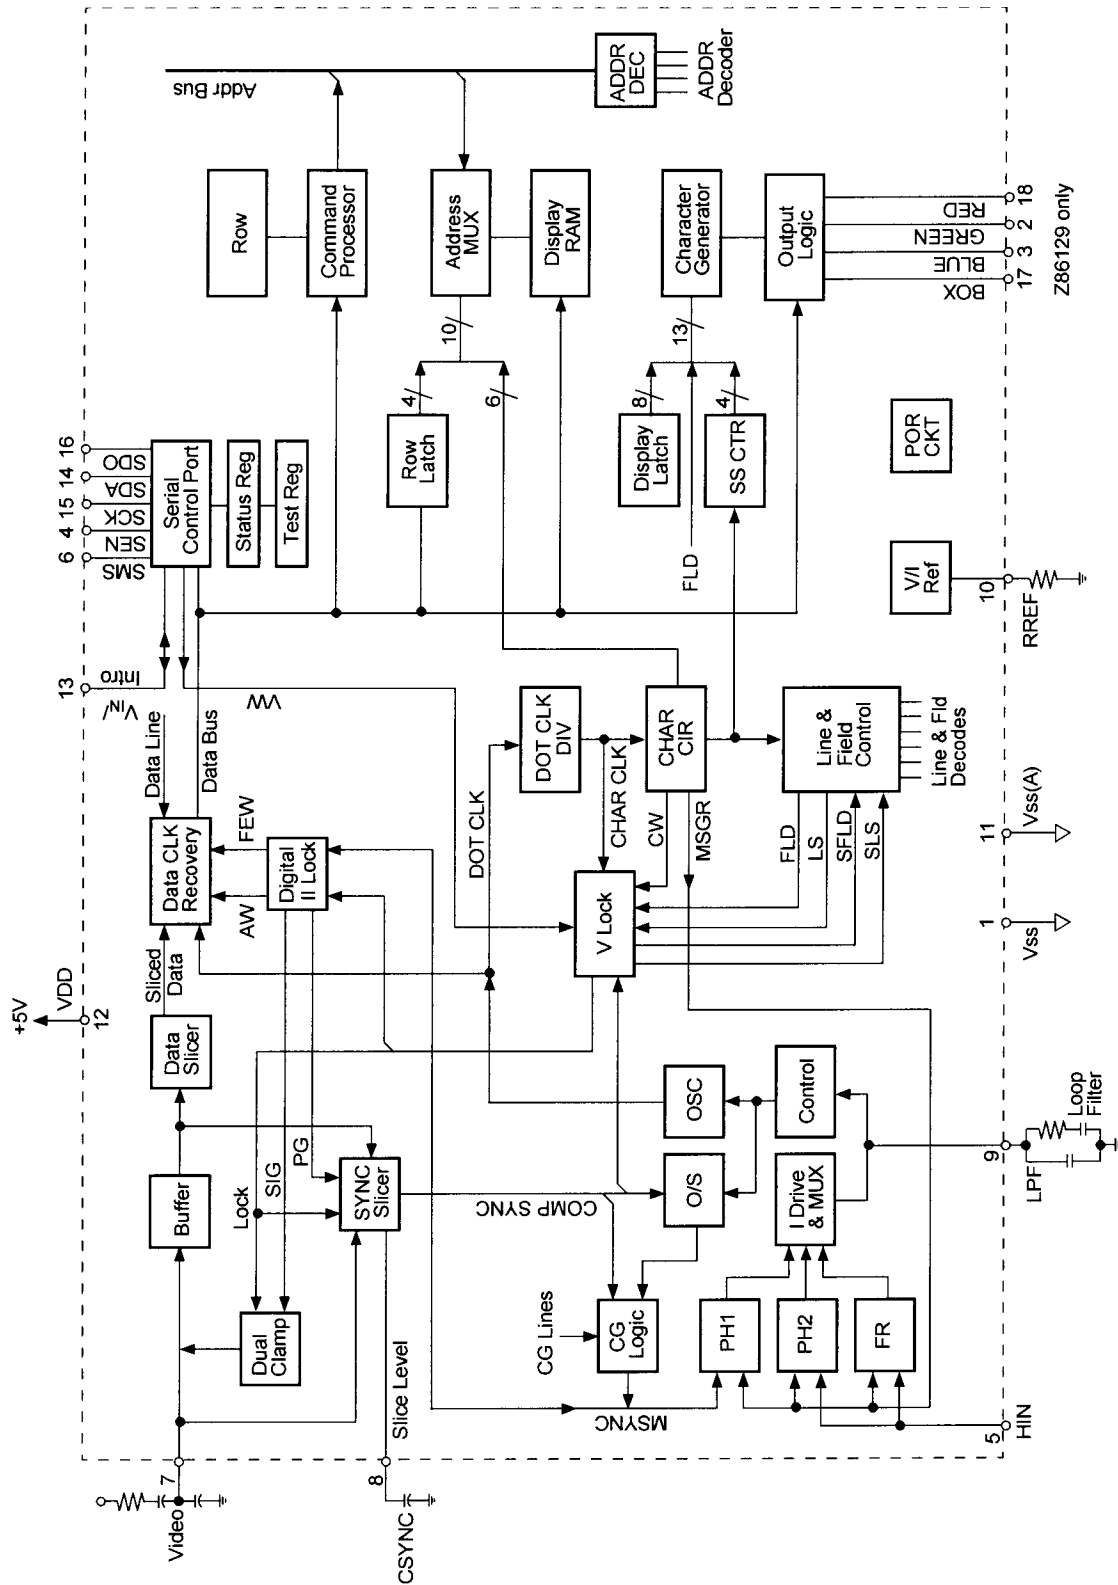 +5V
VDD
12
13
V_IN/
Intro
6
4
15
14
16
SMS
SEN
SCK
SDA
SDO
Video
7
Buffer
Data
Slicer
Sliced
Data
Data CLK
Recovery
Data Line
Data Bus
VW
Serial
Control Port
Status Reg
Test Reg
Row
Command
Processor
Addr Bus
ADDR
DEC
ADDR
Decoder
Dual
Clamp
Lock
SIG
PG
AW
FEW
Digital
II Lock
SYNC
Slicer
CSYNC
8
Slice Level
Row
Latch
4
6
10
Address
MUX
Display
RAM
COMP SYNC
DOT CLK
DOT CLK
DIV
CHAR CLK
CG Lines
CG
Logic
MSYNC
O/S
OSC
V Lock
CW
MSGR
CHAR
CIR
FLD
Display
Latch
8
SS CTR
4
13
Character
Generator
PH1
PH2
FR
I Drive
& MUX
Control
FLD
LS
SFLD
SLS
Line &
Field
Control
Line & Fld
Decodes
Output
Logic
V/I
Ref
POR
CKT
BOX
BLUE
GREEN
RED
5
HIN
9
LPF
Loop
Filter
1
Vss
11
Vss(A)
10
RREF
17
3
2
18
Z86129 only